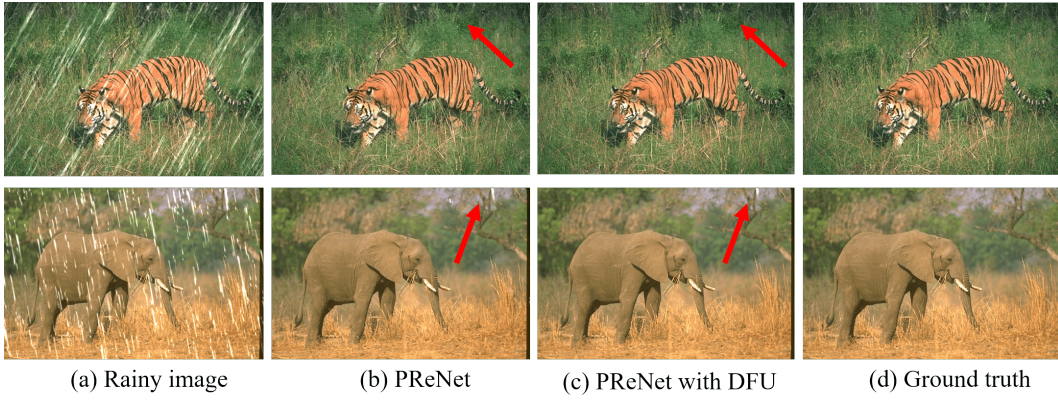 (a) Rainy image
(b) PReNet
(c) PReNet with DFU
(d) Ground truth